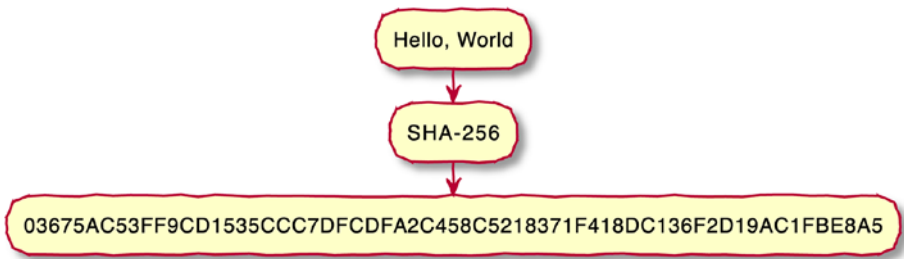 Hello, World
SHA-256
03675AC53FF9CD1535CCC7DFCDFA2C458C5218371F418DC136F2D19AC1FBE8A5